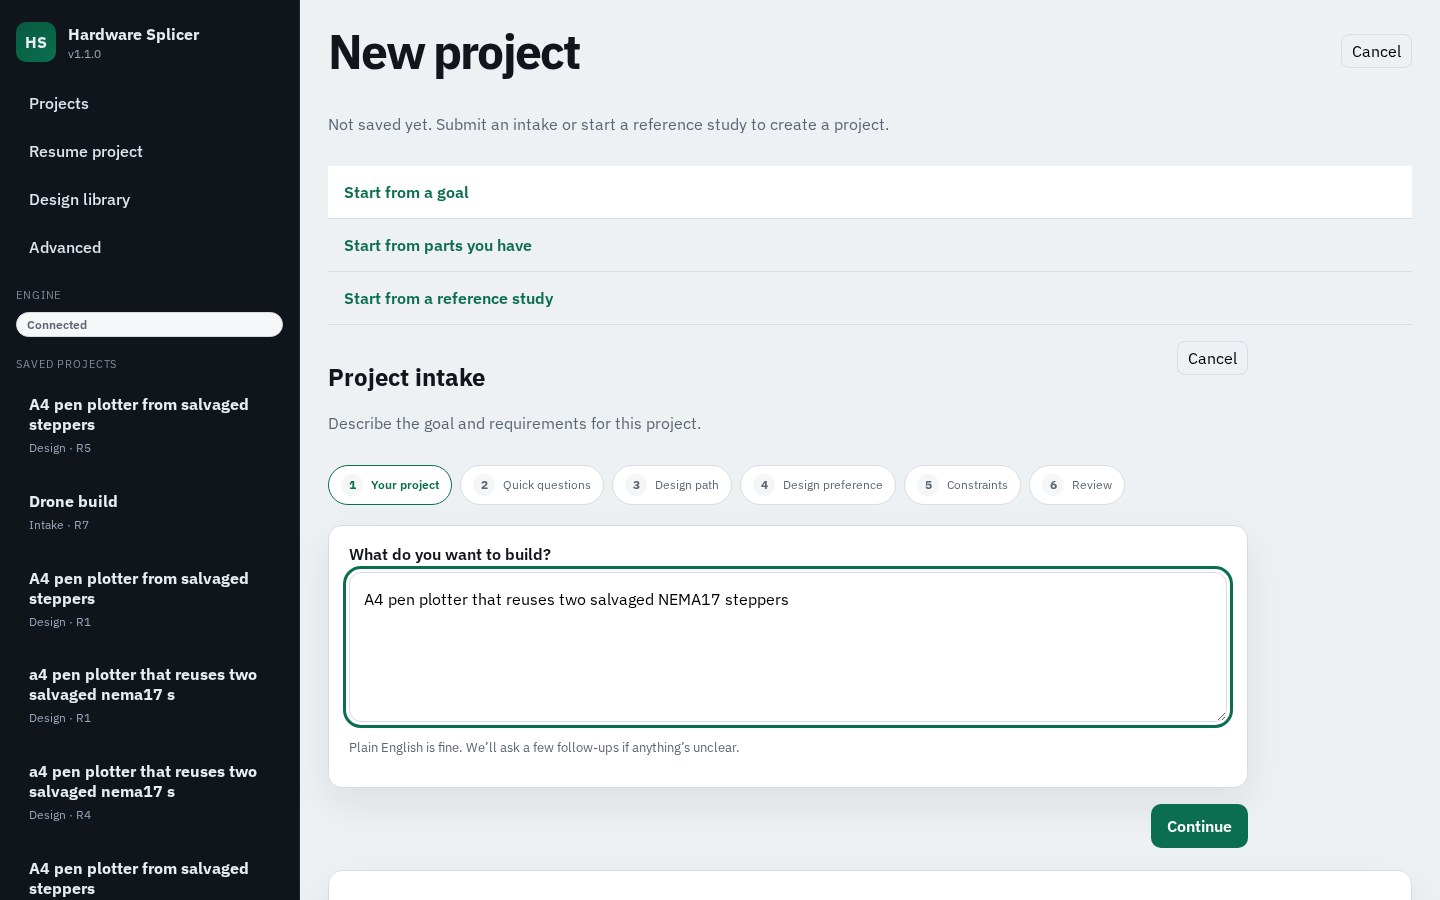 HS
Hardware Splicer
v1.1.0
Projects
Resume project
Design library
Advanced
ENGINE
Connected
SAVED PROJECTS
A4 pen plotter from salvaged
steppers
Design · R5
Drone build
Intake · R7
A4 pen plotter from salvaged
steppers
Design · R1
a4 pen plotter that reuses two
salvaged nema17 s
Design · R1
a4 pen plotter that reuses two
salvaged nema17 s
Design · R4
A4 pen plotter from salvaged
steppers
New project
Cancel
Not saved yet. Submit an intake or start a reference study to create a project.
Start from a goal
Start from parts you have
Start from a reference study
Cancel
Project intake
Describe the goal and requirements for this project.
1 Your project
2 Quick questions
3 Design path
4 Design preference
5 Constraints
6 Review
What do you want to build?
A4 pen plotter that reuses two salvaged NEMA17 steppers
Plain English is fine. We’ll ask a few follow-ups if anything’s unclear.
Continue